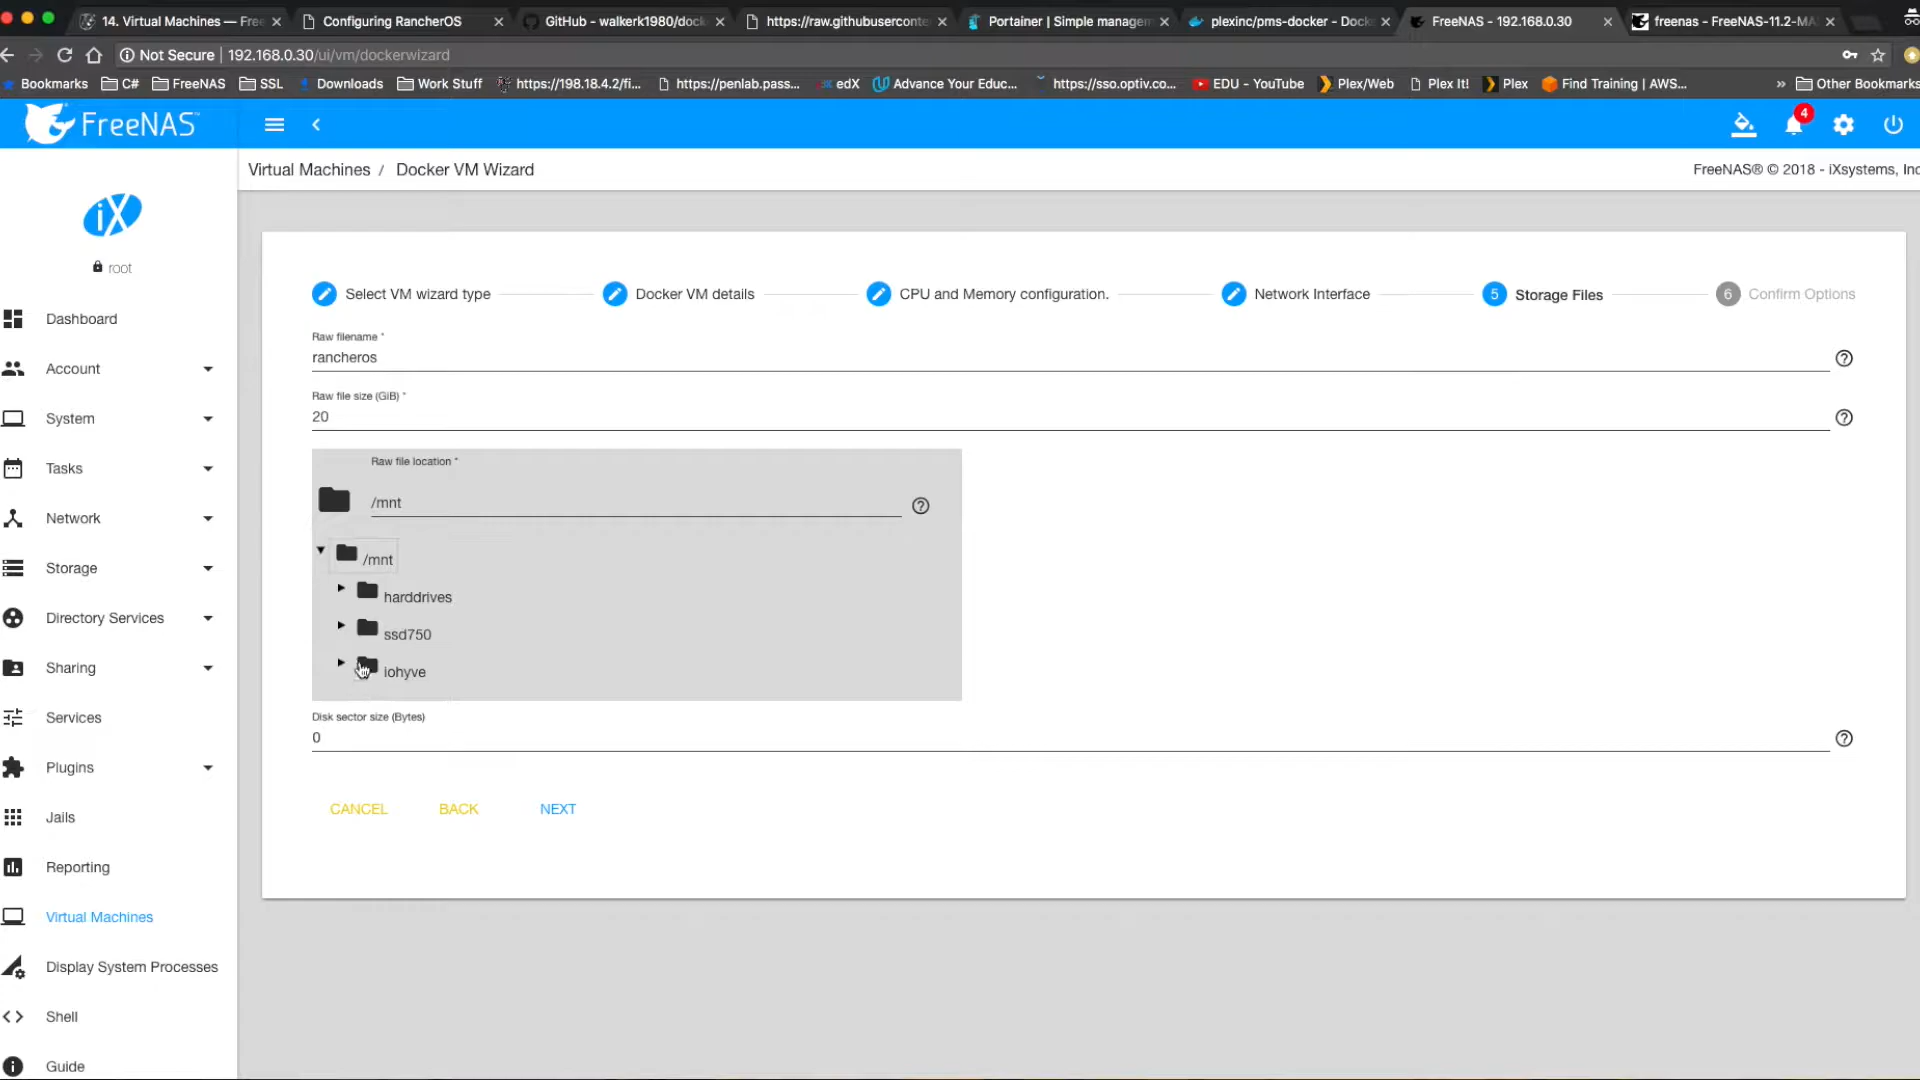 14. Virtual Machines — Free
Configuring RancherOS
GitHub - walkerk1980/dock
https://raw.githubuserconte
Portainer | Simple managem
plexinc/pms-docker - Dock
FreeNAS - 192.168.0.30
freenas - FreeNAS-11.2-MA
Not Secure | 192.168.0.30/ui/vm/dockerwizard
Bookmarks
C#
FreeNAS
SSL
Downloads
Work Stuff
https://198.18.4.2/fi...
https://penlab.pass...
edX
Advance Your Educ...
https://sso.optiv.co...
EDU - YouTube
Plex/Web
Plex It!
Plex
Find Training | AWS...
» Other Bookmarks
FreeNAS™
4
Virtual Machines / Docker VM Wizard
FreeNAS® © 2018 - iXsystems, Inc
iX
root
Dashboard
Account
System
Tasks
Network
Storage
Directory Services
Sharing
Services
Plugins
Jails
Reporting
Virtual Machines
Display System Processes
Shell
Guide
Select VM wizard type
Docker VM details
CPU and Memory configuration.
Network Interface
5 Storage Files
6 Confirm Options
Raw filename *
rancheros
Raw file size (GiB) *
20
Raw file location *
/mnt
/mnt
harddrives
ssd750
iohyve
Disk sector size (Bytes)
0
CANCEL
BACK
NEXT